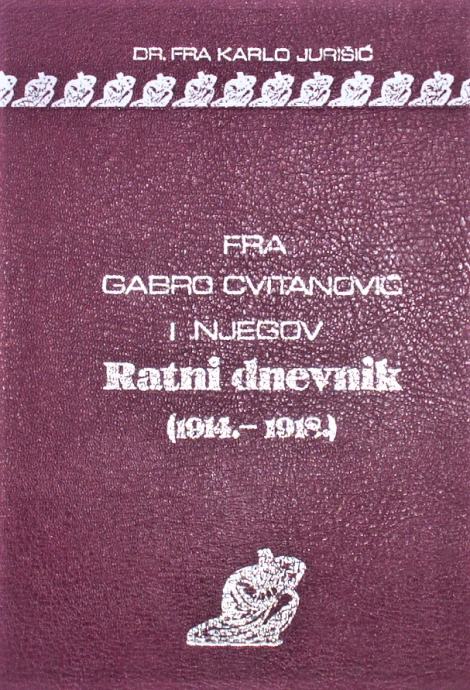 DR. FRA KARLO JURIŠIĆ
FRA
GABRO CVITANOVIĆ
I NJEGOV
Ratni dnevnik
(1914.– 1918.)